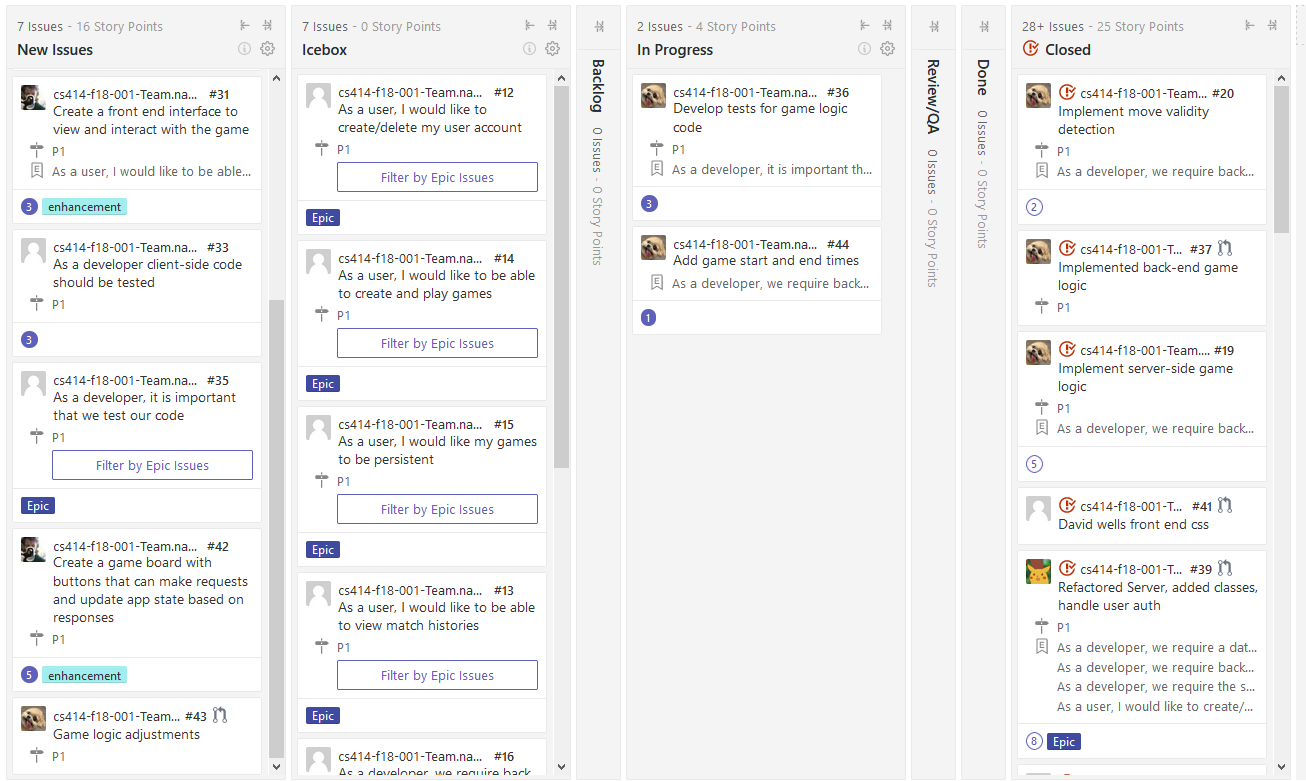 7 Issues - 16 Story Points
New Issues
cs414-f18-001-Team.na... #31
Create a front end interface to
view and interact with the game
P1
As a user, I would like to be able...
3 enhancement
cs414-f18-001-Team.na... #33
As a developer client-side code
should be tested
P1
3
cs414-f18-001-Team.na... #35
As a developer, it is important
that we test our code
P1
Filter by Epic Issues
Epic
cs414-f18-001-Team.na... #42
Create a game board with
buttons that can make requests
and update app state based on
responses
P1
5 enhancement
cs414-f18-001-Team... #43
Game logic adjustments
P1
7 Issues - 0 Story Points
Icebox
cs414-f18-001-Team.na... #12
As a user, I would like to
create/delete my user account
P1
Filter by Epic Issues
Epic
cs414-f18-001-Team.na... #14
As a user, I would like to be able
to create and play games
P1
Filter by Epic Issues
Epic
cs414-f18-001-Team.na... #15
As a user, I would like my games
to be persistent
P1
Filter by Epic Issues
Epic
cs414-f18-001-Team.na... #13
As a user, I would like to be able
to view match histories
P1
Filter by Epic Issues
Epic
cs414-f18-001-Team.na... #16
As a developer, we require back
Backlog 0 Issues - 0 Story Points
2 Issues - 4 Story Points
In Progress
cs414-f18-001-Team.na... #36
Develop tests for game logic
code
P1
As a developer, it is important th...
3
cs414-f18-001-Team.na... #44
Add game start and end times
As a developer, we require back...
1
Review/QA 0 Issues - 0 Story Points
Done 0 Issues - 0 Story Points
28+ Issues - 25 Story Points
Closed
cs414-f18-001-Team... #20
Implement move validity
detection
P1
As a developer, we require back...
2
cs414-f18-001-T... #37
Implemented back-end game
logic
P1
cs414-f18-001-Team.... #19
Implement server-side game
logic
P1
As a developer, we require back...
5
cs414-f18-001-T... #41
David wells front end css
cs414-f18-001-T... #39
Refactored Server, added classes,
handle user auth
P1
As a developer, we require a dat...
As a developer, we require back...
As a developer, we require the s...
As a user, I would like to create/...
8 Epic